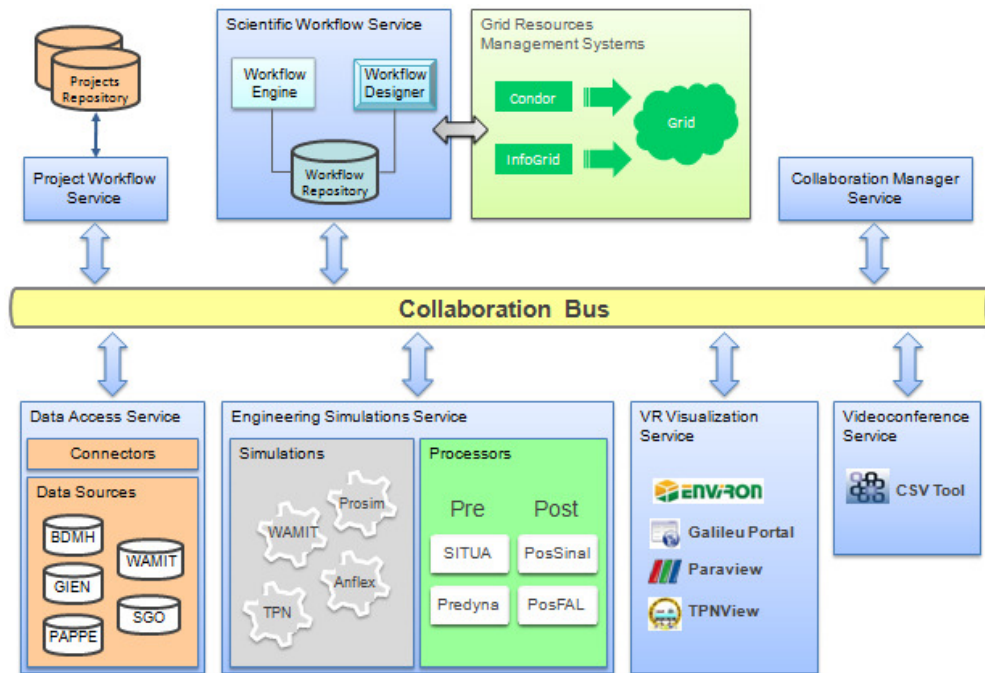 Projects
Repository
Project Workflow
Service
Scientific Workflow Service
Workflow
Engine
Workflow
Designer
Workflow
Repository
Grid Resources
Management Systems
Condor
InfoGrid
Grid
Collaboration Manager
Service
Collaboration Bus
Data Access Service
Connectors
Data Sources
BDMH
WAMIT
GIEN
SGO
PAPPE
Engineering Simulations Service
Simulations
Prosim
WAMIT
Anflex
TPN
Processors
Pre
Post
SITUA
PosSinal
Predyna
PosFAL
VR Visualization
Service
ENVIRON
Galileu Portal
Paraview
TPNView
Videoconference
Service
CSV Tool